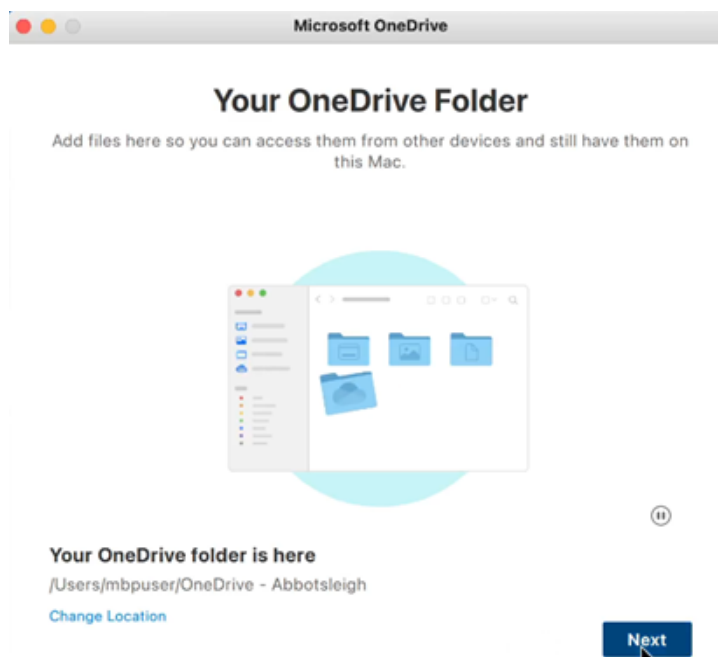 Microsoft OneDrive
Your OneDrive Folder
Add files here so you can access them from other devices and still have them on
this Mac.
Your OneDrive folder is here
/Users/mbpuser/OneDrive - Abbotsleigh
Change Location
Next